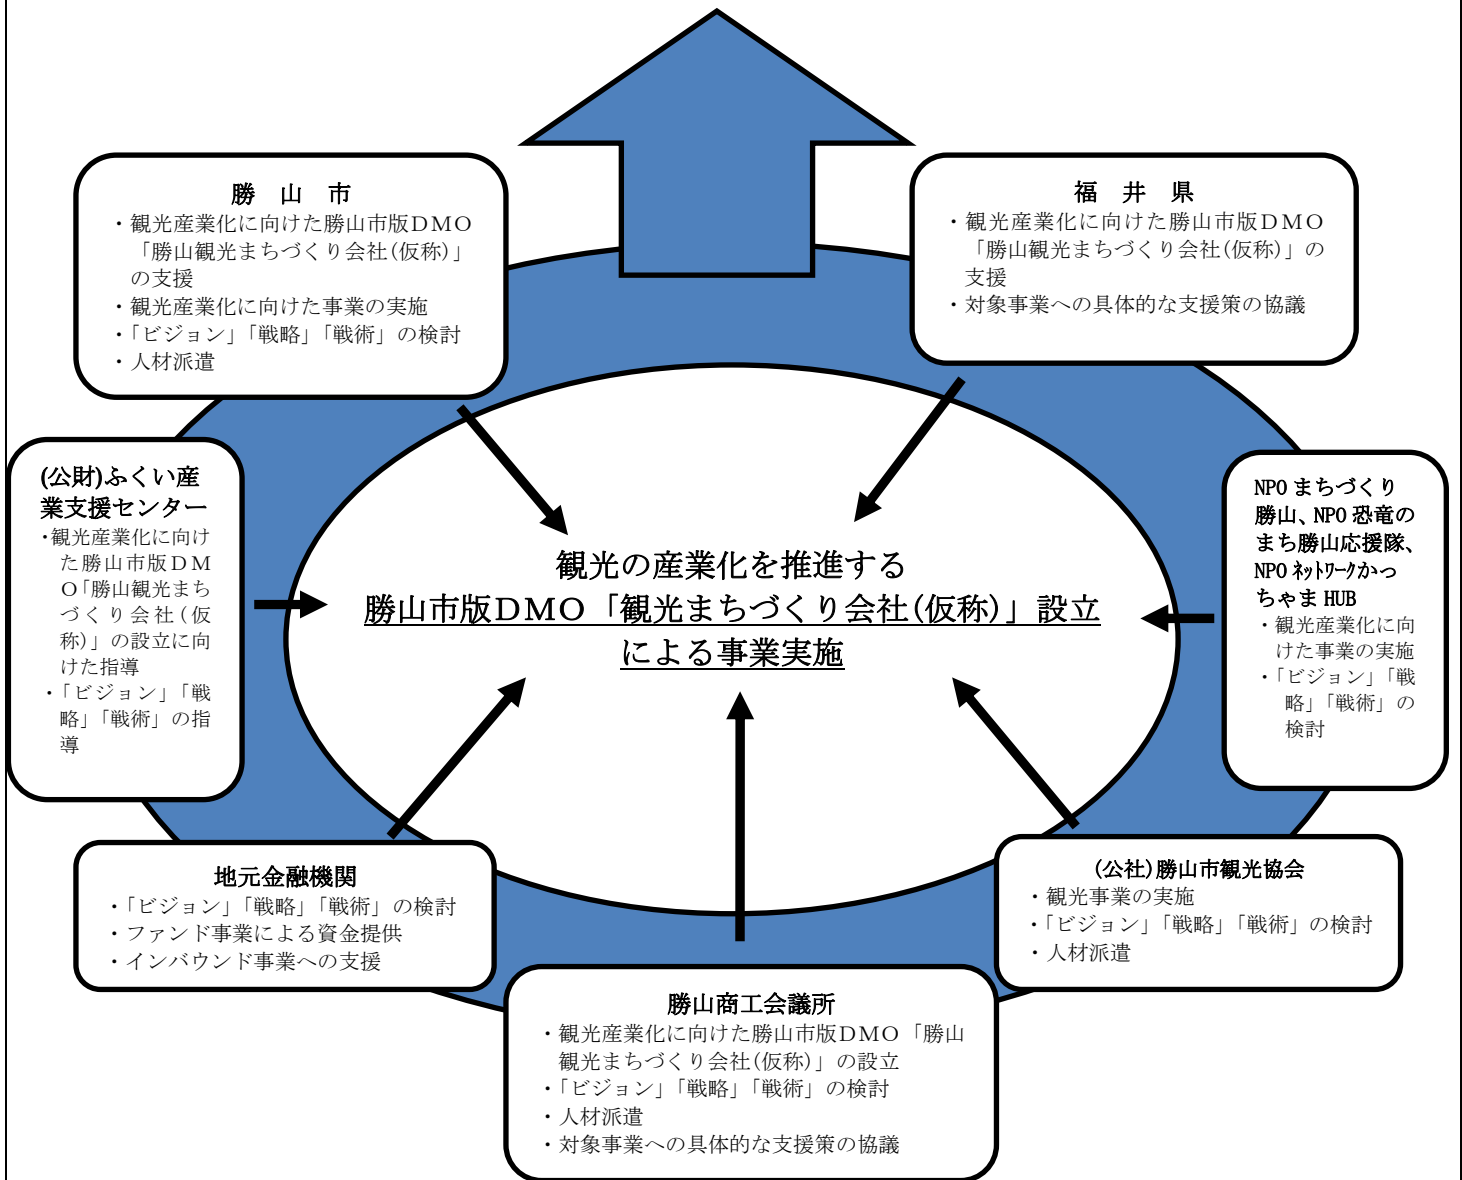 勝　山　市
・観光産業化に向けた勝山市版ＤＭＯ
「勝山観光まちづくり会社(仮称)」
の支援
・観光産業化に向けた事業の実施
・「ビジョン」「戦略」「戦術」の検討
・人材派遣
福　井　県
・観光産業化に向けた勝山市版ＤＭＯ
「勝山観光まちづくり会社(仮称)」の
支援
・対象事業への具体的な支援策の協議
(公財)ふくい産
業支援センター
・観光産業化に向け
た勝山市版ＤＭ
Ｏ「勝山観光まち
づくり会社(仮
称)」の設立に向
けた指導
・「ビジョン」「戦
略」「戦術」の指
導
NPO まちづくり
勝山、NPO 恐竜の
まち勝山応援隊、
NPO ﾈｯﾄﾜｰｸかっ
ちゃま HUB
・観光産業化に向
けた事業の実施
・「ビジョン」「戦
略」「戦術」の
検討
観光の産業化を推進する
勝山市版ＤＭＯ「観光まちづくり会社(仮称)」設立
による事業実施
地元金融機関
・「ビジョン」「戦略」「戦術」の検討
・ファンド事業による資金提供
・インバウンド事業への支援
(公社)勝山市観光協会
・観光事業の実施
・「ビジョン」「戦略」「戦術」の検討
・人材派遣
勝山商工会議所
・観光産業化に向けた勝山市版ＤＭＯ「勝山
観光まちづくり会社(仮称)」の設立
・「ビジョン」「戦略」「戦術」の検討
・人材派遣
・対象事業への具体的な支援策の協議